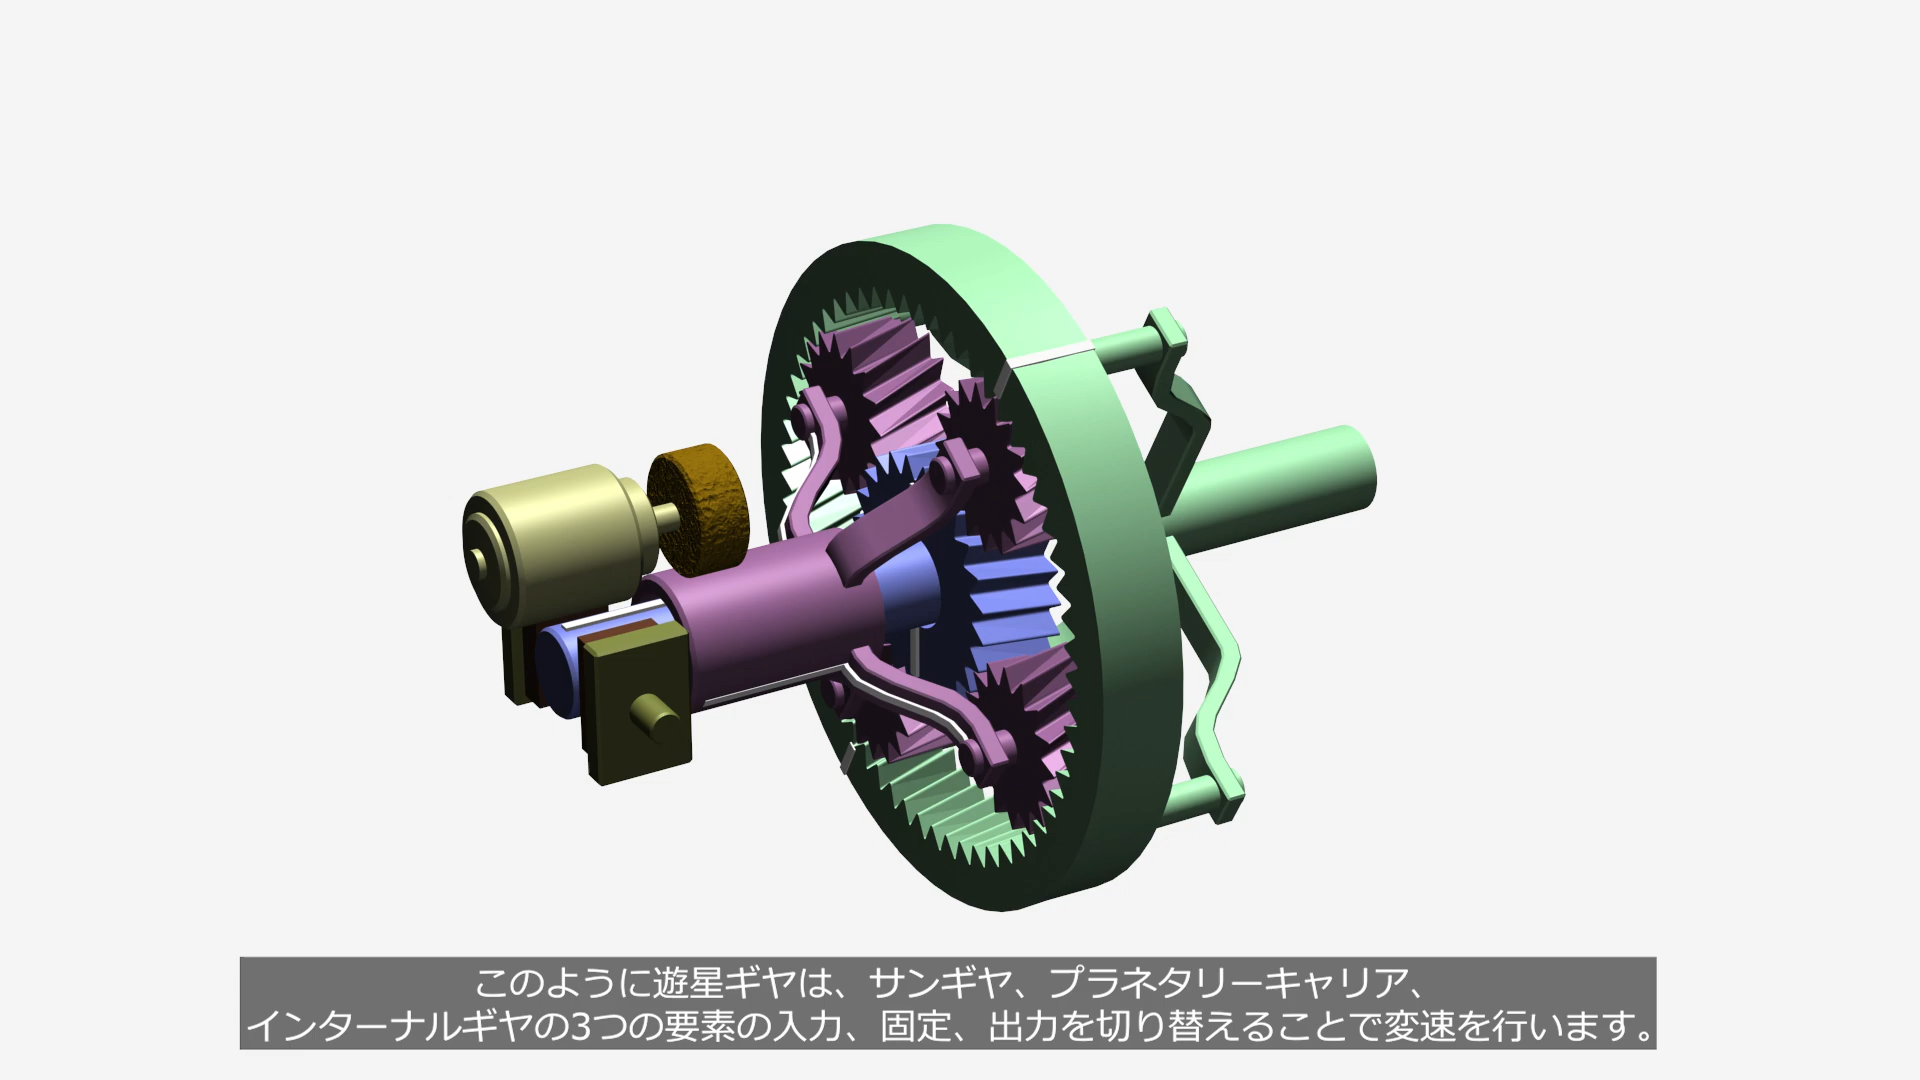 このように遊星ギヤは、サンギヤ、プラネタリーキャリア、
インターナルギヤの3つの要素の入力、固定、出力を切り替えることで変速を行います。